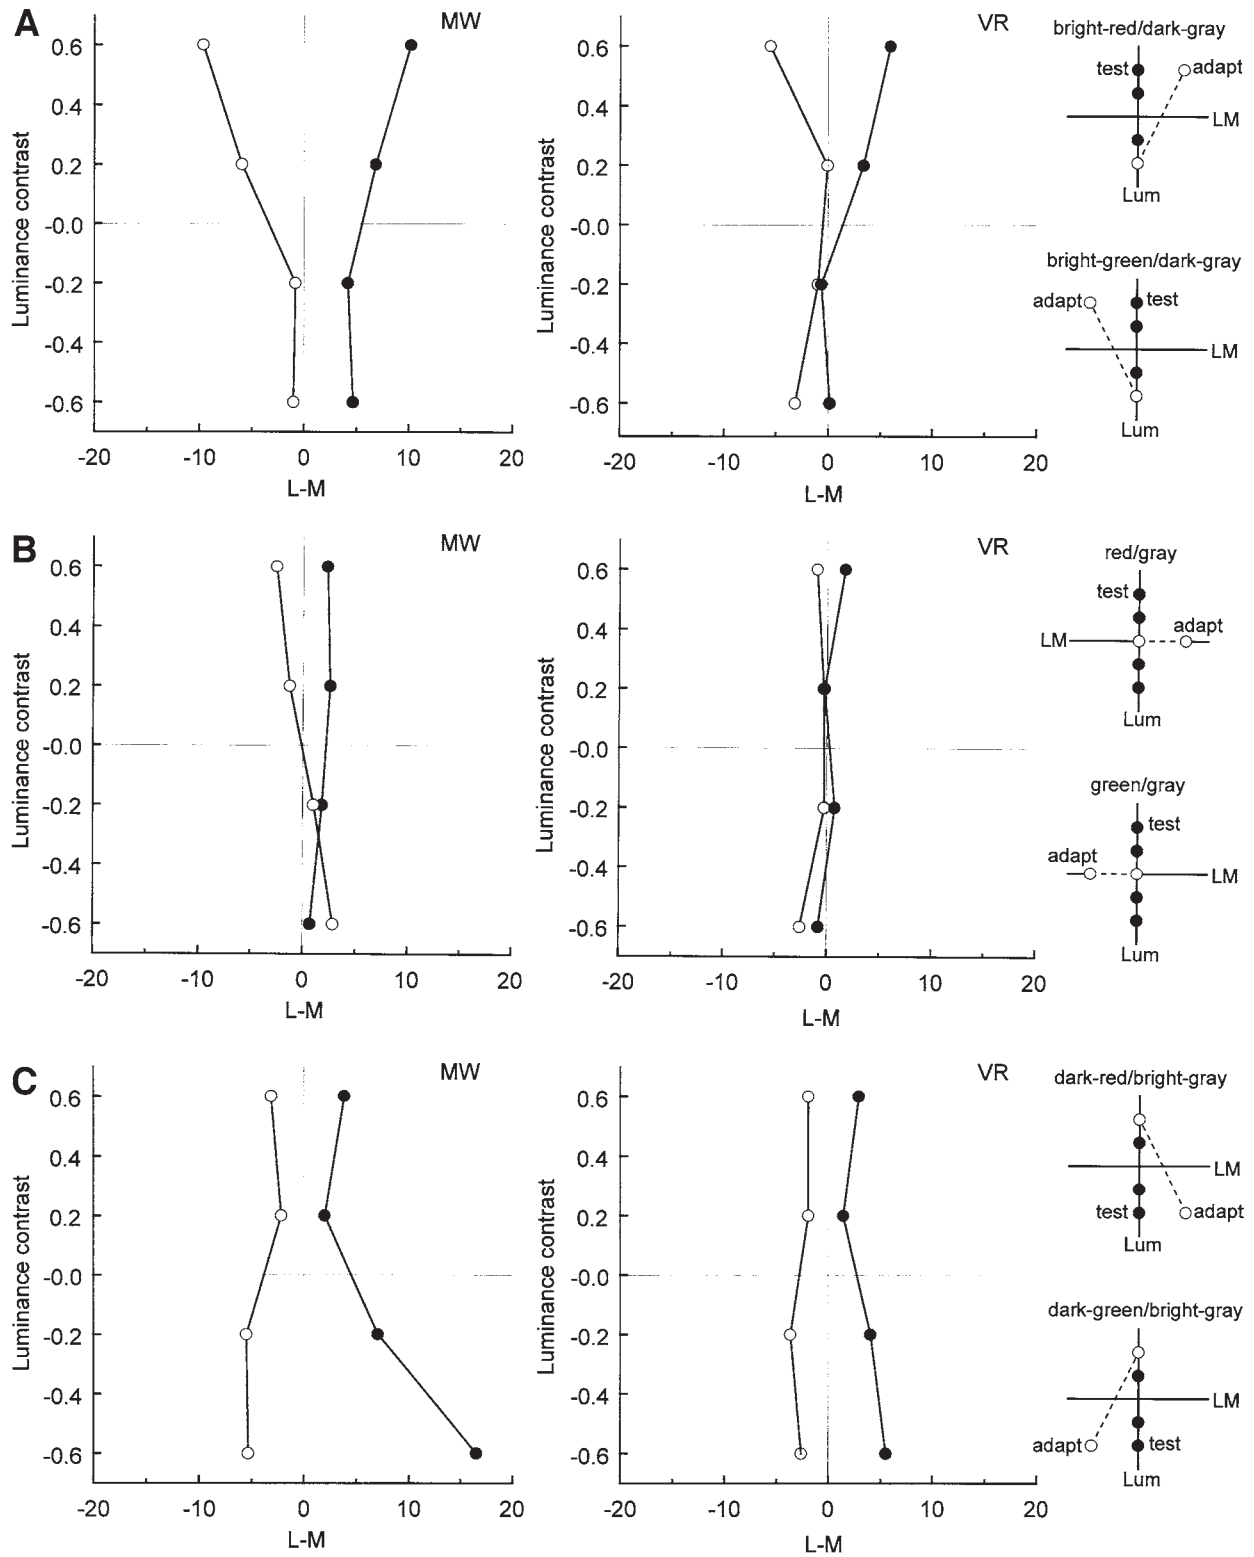 A
MW
VR
Luminance contrast
0.6
0.4
0.2
-0.0
-0.2
-0.4
-0.6
-20
-10
0
10
20
L-M
Luminance contrast
0.6
0.4
0.2
-0.0
-0.2
-0.4
-0.6
-20
-10
0
10
20
L-M
bright-red/dark-gray
test
adapt
LM
Lum
bright-green/dark-gray
adapt
test
LM
Lum
B
MW
VR
Luminance contrast
0.6
0.4
0.2
-0.0
-0.2
-0.4
-0.6
-20
-10
0
10
20
L-M
Luminance contrast
0.6
0.4
0.2
-0.0
-0.2
-0.4
-0.6
-20
-10
0
10
20
L-M
red/gray
test
adapt
LM
Lum
green/gray
test
adapt
LM
Lum
C
MW
VR
Luminance contrast
0.6
0.4
0.2
-0.0
-0.2
-0.4
-0.6
-20
-10
0
10
20
L-M
Luminance contrast
0.6
0.4
0.2
-0.0
-0.2
-0.4
-0.6
-20
-10
0
10
20
L-M
dark-red/bright-gray
LM
test
adapt
Lum
dark-green/bright-gray
LM
adapt
test
Lum